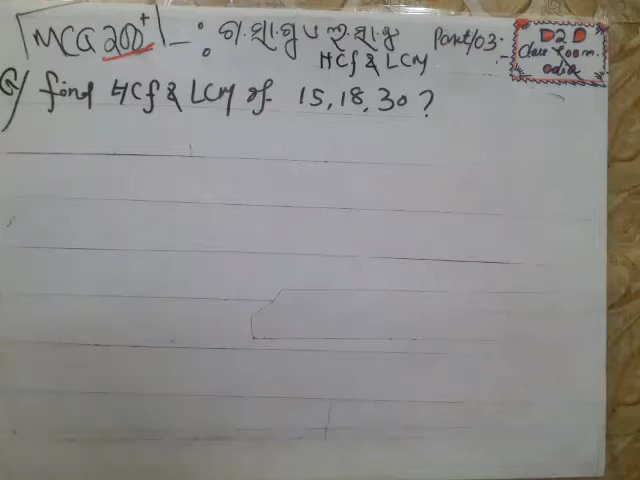 MCQ 200+ -: ଗ.ସା.ଗୁ ଓ ଲ.ସା.ଗୁ Part/03:-
HCf & LCM
D2D
Class Room.
Odia
Q/ find HCf & LCM of 15, 18, 30 ?